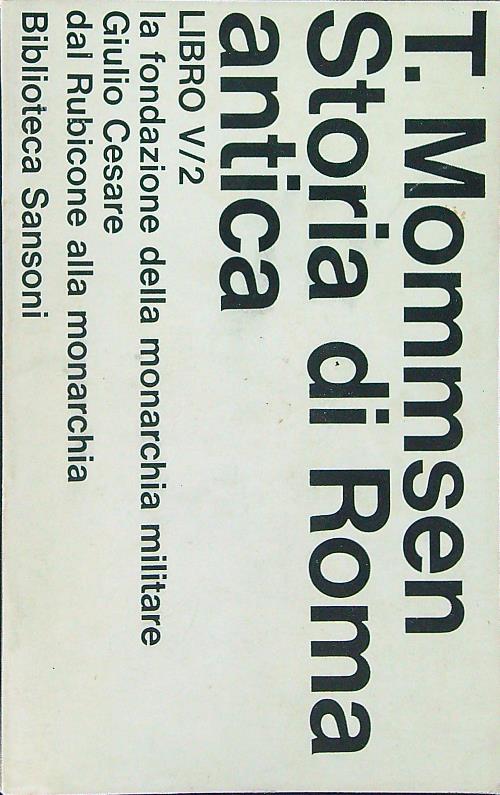 T. Mommsen
Storia di Roma
antica
LIBRO V/2
la fondazione della monarchia militare
Giulio Cesare
dal Rubicone alla monarchia
Biblioteca Sansoni